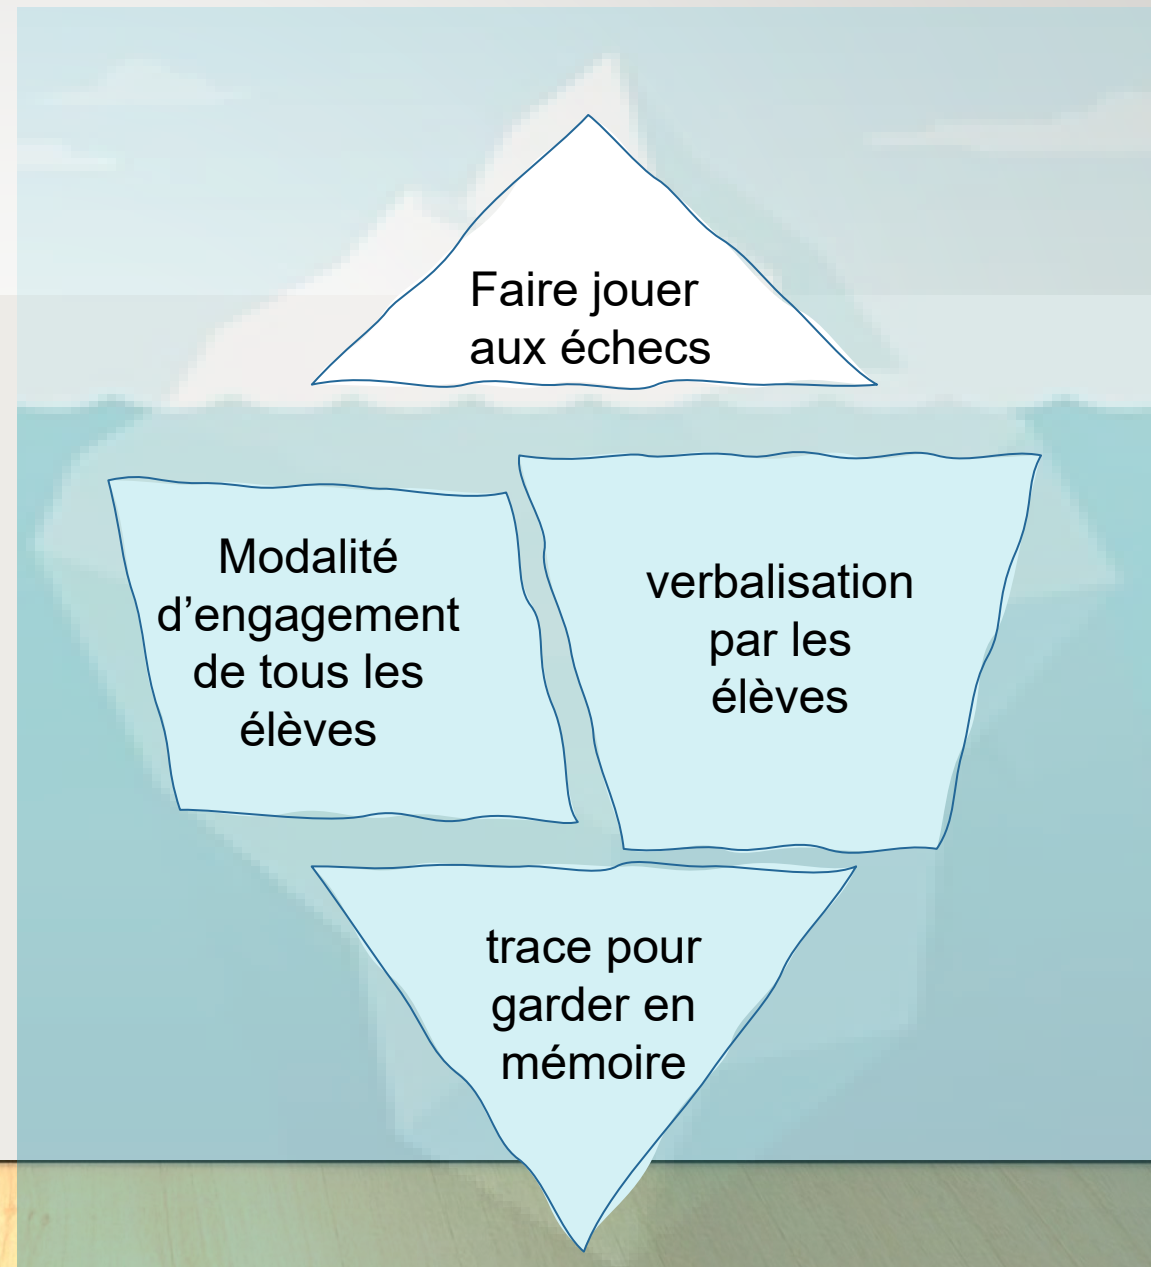 Faire jouer
aux échecs
Modalité
d’engagement
de tous les
élèves
verbalisation
par les
élèves
trace pour
garder en
mémoire